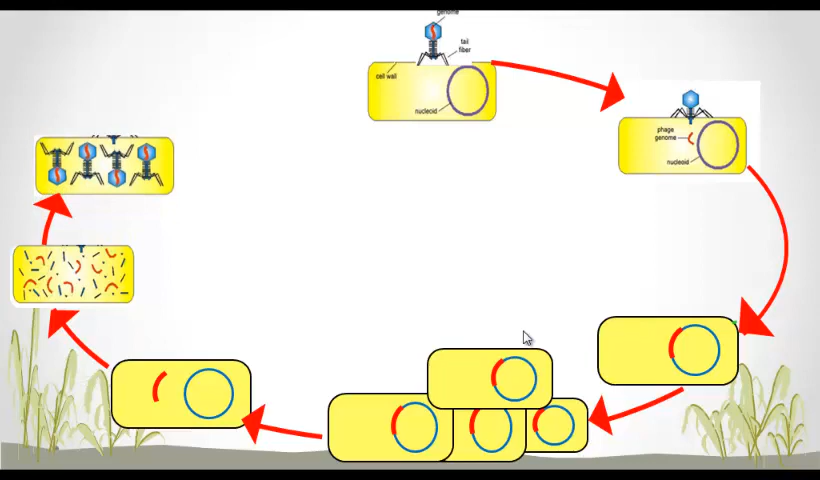 genome
tail
fiber
cell wall
nucleoid
phage
genome
nucleoid